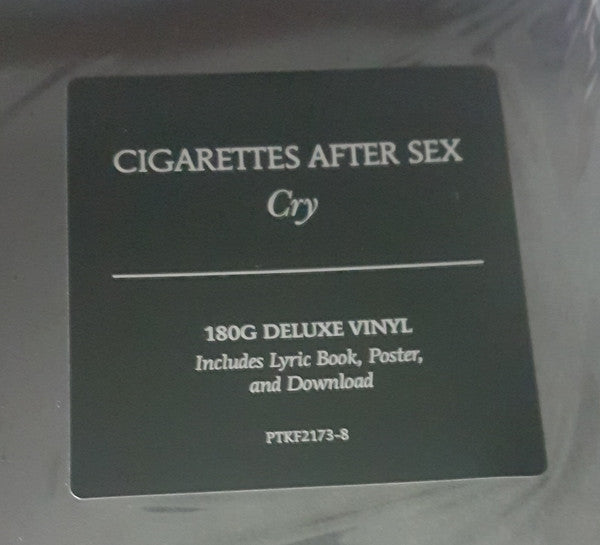 CIGARETTES AFTER SEX
Cry
180G DELUXE VINYL
Includes Lyric Book, Poster,
and Download
PTKF2173-8